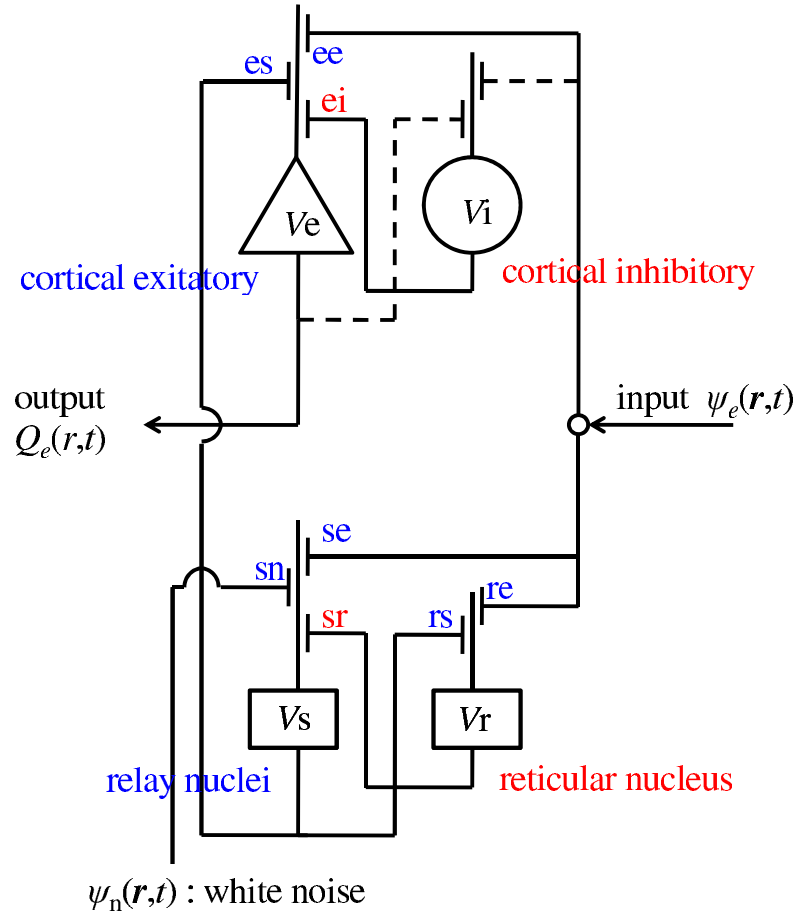 ee
es
ei
Ve
Vi
cortical exitatory
cortical inhibitory
output
Qe(r,t)
input ψe(r,t)
se
sn
re
sr
rs
Vs
Vr
relay nuclei
reticular nucleus
ψn(r,t) : white noise